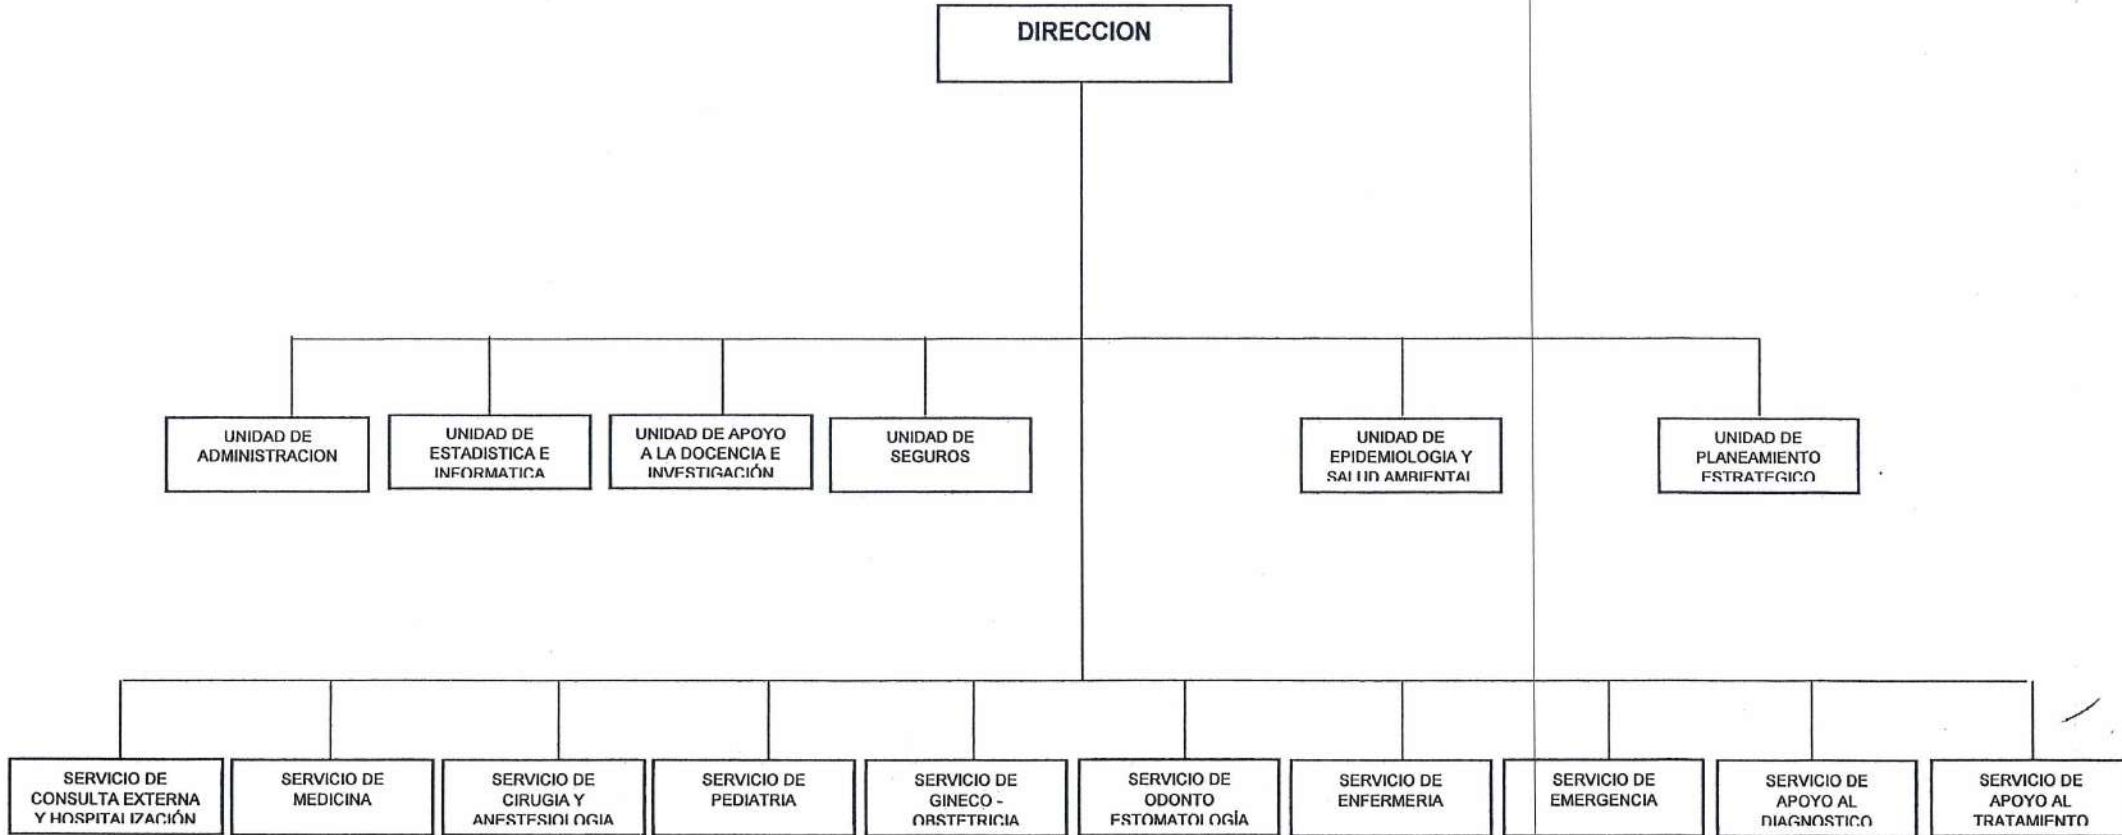 DIRECCION
UNIDAD DE
ADMINISTRACION
UNIDAD DE
ESTADISTICA E
INFORMATICA
UNIDAD DE APOYO
A LA DOCENCIA E
INVESTIGACIÓN
UNIDAD DE
SEGUROS
UNIDAD DE
EPIDEMIOLOGIA Y
SALUD AMBIENTAL
UNIDAD DE
PLANEAMIENTO
ESTRATEGICO
SERVICIO DE
CONSULTA EXTERNA
Y HOSPITALIZACIÓN
SERVICIO DE
MEDICINA
SERVICIO DE
CIRUGIA Y
ANESTESIOLOGIA
SERVICIO DE
PEDIATRIA
SERVICIO DE
GINECO -
OBSTETRICIA
SERVICIO DE
ODONTO
ESTOMATOLOGÍA
SERVICIO DE
ENFERMERIA
SERVICIO DE
EMERGENCIA
SERVICIO DE
APOYO AL
DIAGNOSTICO
SERVICIO DE
APOYO AL
TRATAMIENTO